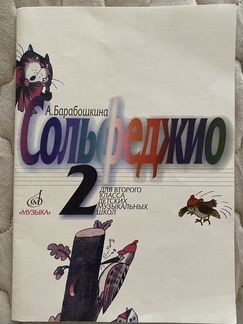 А. Барабошкина
Сольфеджио
2
ДЛЯ ВТОРОГО
КЛАССА
ДЕТСКИХ
МУЗЫКАЛЬНЫХ
ШКОЛ
«МУЗЫКА»